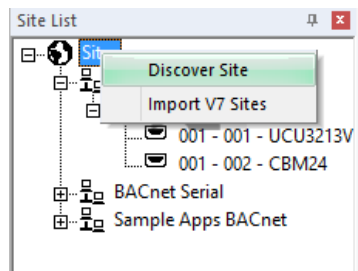 Site List
Site
Discover Site
Import V7 Sites
001 - 001 - UCU3213V
001 - 002 - CBM24
BACnet Serial
Sample Apps BACnet